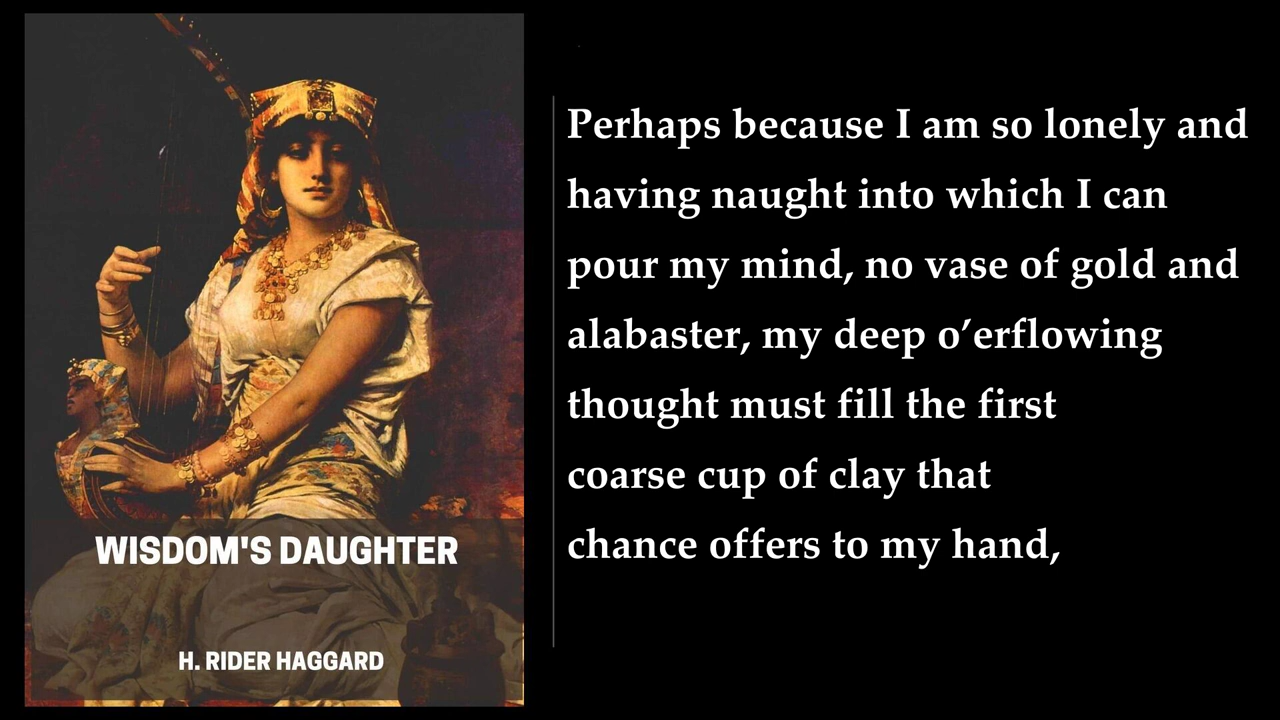 WISDOM'S DAUGHTER
H. RIDER HAGGARD
Perhaps because I am so lonely and
having naught into which I can
pour my mind, no vase of gold and
alabaster, my deep o’erflowing
thought must fill the first
coarse cup of clay that
chance offers to my hand,